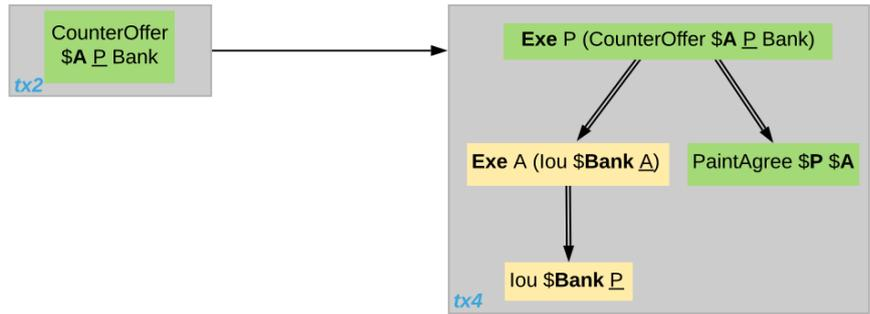 CounterOffer
$A P Bank
tx2
Exe P (CounterOffer $A P Bank)
Exe A (Iou $Bank A)
PaintAgree $P $A
Iou $Bank P
tx4